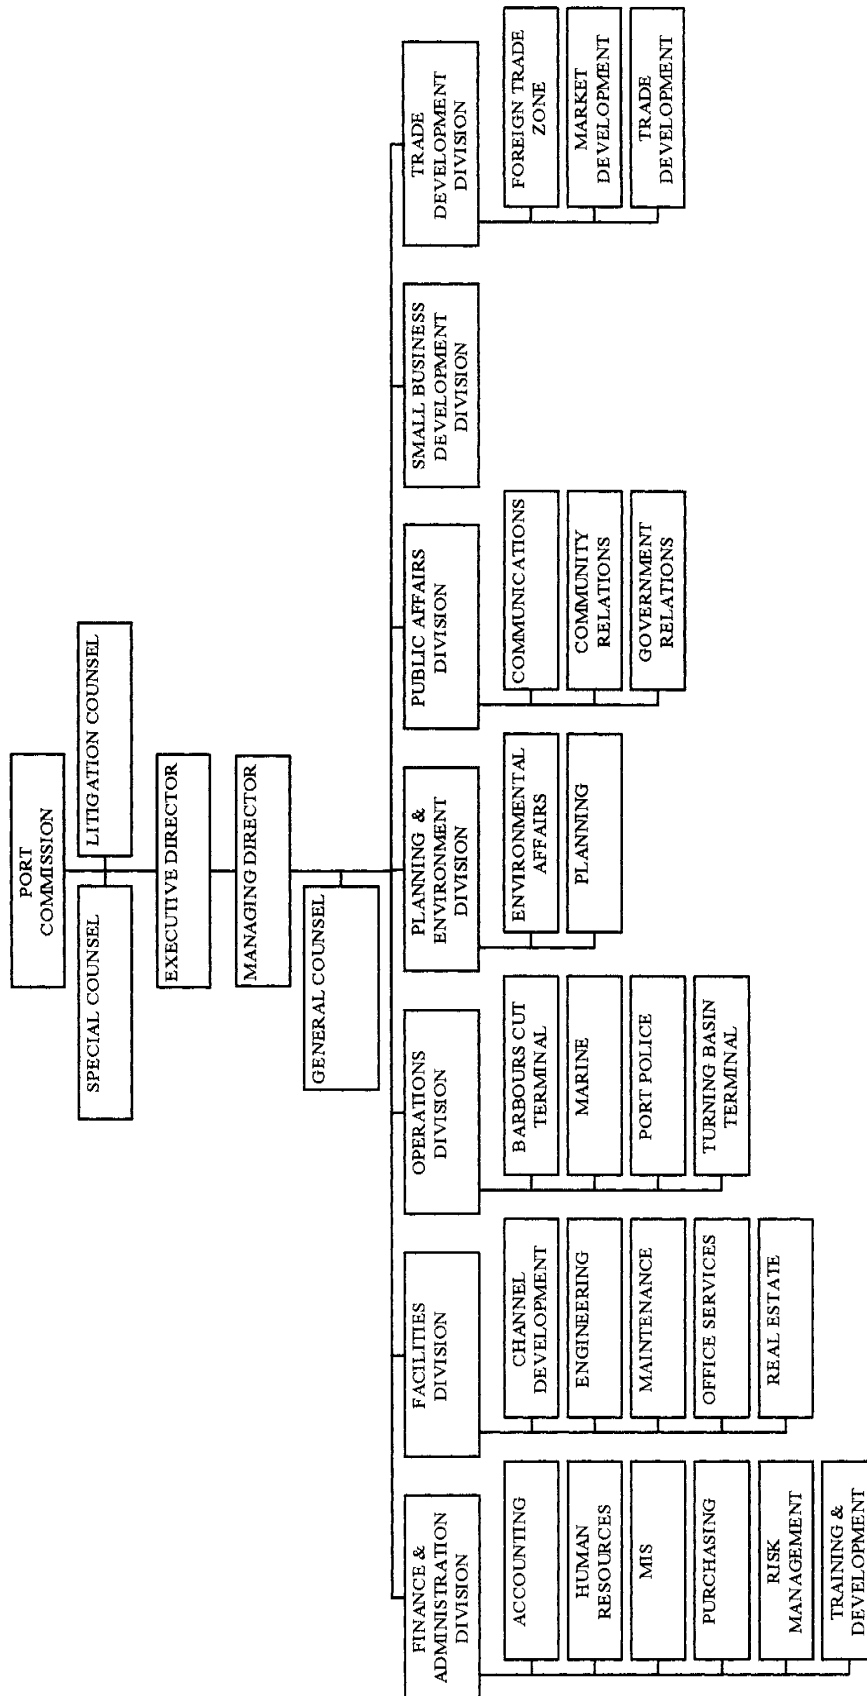 PORT
COMMISSION
SPECIAL COUNSEL
LITIGATION COUNSEL
EXECUTIVE DIRECTOR
MANAGING DIRECTOR
GENERAL COUNSEL
FINANCE &
ADMINISTRATION
DIVISION
ACCOUNTING
HUMAN
RESOURCES
MIS
PURCHASING
RISK
MANAGEMENT
TRAINING &
DEVELOPMENT
FACILITIES
DIVISION
CHANNEL
DEVELOPMENT
ENGINEERING
MAINTENANCE
OFFICE SERVICES
REAL ESTATE
OPERATIONS
DIVISION
BARBOURS CUT
TERMINAL
MARINE
PORT POLICE
TURNING BASIN
TERMINAL
PLANNING &
ENVIRONMENT
DIVISION
ENVIRONMENTAL
AFFAIRS
PLANNING
PUBLIC AFFAIRS
DIVISION
COMMUNICATIONS
COMMUNITY
RELATIONS
GOVERNMENT
RELATIONS
SMALL BUSINESS
DEVELOPMENT
DIVISION
TRADE
DEVELOPMENT
DIVISION
FOREIGN TRADE
ZONE
MARKET
DEVELOPMENT
TRADE
DEVELOPMENT